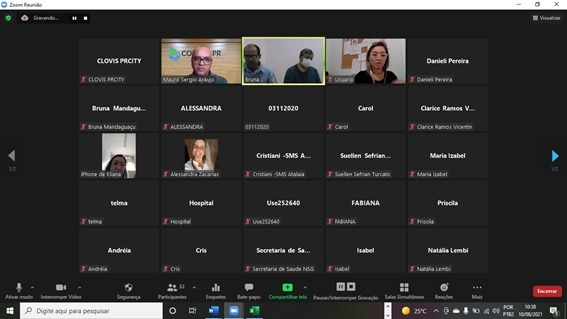 Zoom Reunião
Gravando...
Visualizar
CLOVIS PRCITY
CLOVIS PRCITY
Mauro Sergio Araujo
Bruna
Usuario
Danieli Pereira
Danieli Pereira
Bruna Mandagu...
Bruna Mandaguaçu
ALESSANDRA
ALESSANDRA
03112020
03112020
Carol
Carol
Clarice Ramos V...
Clarice Ramos Vicentin
iPhone de Eliana
Alessandra Zacarias
Cristiani -SMS A...
Cristiani -SMS Atalaia
Suellen Sefrian...
Suellen Sefrian Turcato
Maria Izabel
Maria Izabel
telma
telma
Hospital
Hospital
Use252640
Use252640
FABIANA
FABIANA
Priscila
Priscila
Andréia
Andréia
Cris
Cris
Secretaria de Sa...
Secretaria de Saude NSG
Isabel
Isabel
Natália Lembi
Natália Lembi
1/2
1/2
Ativar modo
Interromper Vídeo
Segurança
Participantes
32
Enquetes
Bate-papo
Compartilhar tela
Pausar/Interromper Gravação
Salas Simultâneas
Reações
Mais
Encerrar
Digite aqui para pesquisar
25°C
POR
PTB2
10:38
10/08/2021